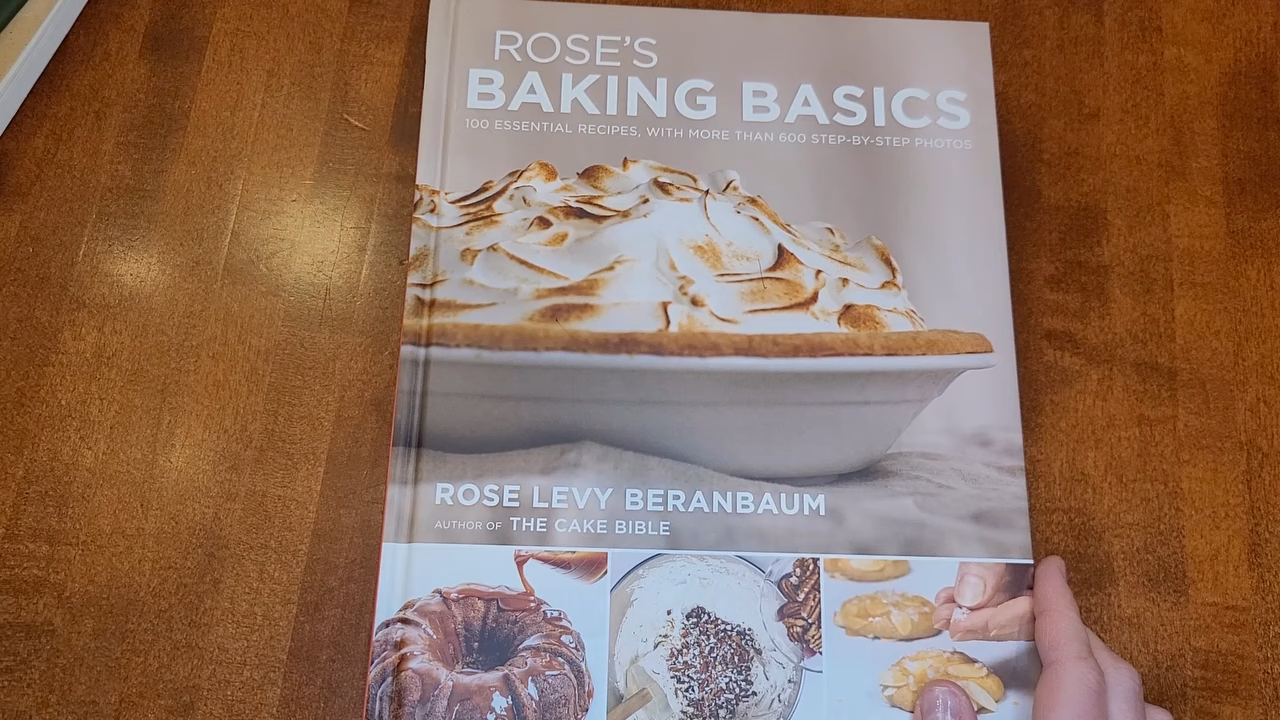 ROSE'S
BAKING BASICS
100 ESSENTIAL RECIPES, WITH MORE THAN 600 STEP-BY-STEP PHOTOS
ROSE LEVY BERANBAUM
AUTHOR OF THE CAKE BIBLE